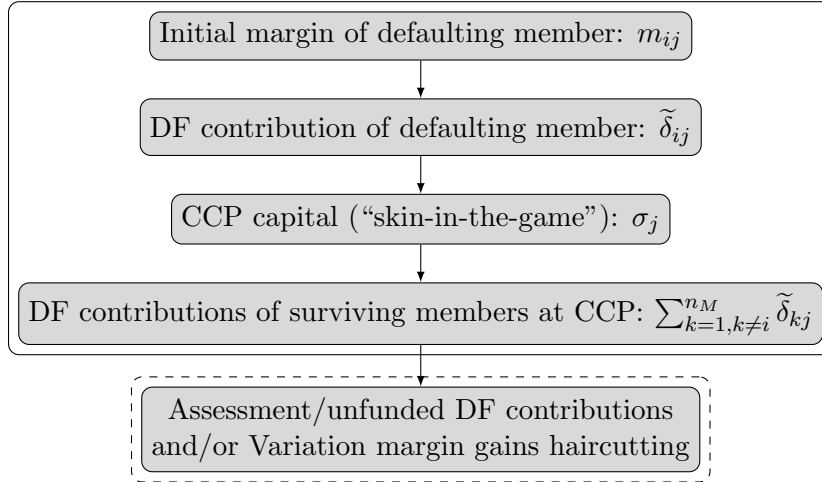 Initial margin of defaulting member: $m_{ij}$
DF contribution of defaulting member: $\widetilde{\delta}_{ij}$
CCP capital (“skin-in-the-game”): $\sigma_j$
DF contributions of surviving members at CCP: $\sum_{k=1,k\neq i}^{n_M} \widetilde{\delta}_{kj}$
Assessment/unfunded DF contributions
and/or Variation margin gains haircutting